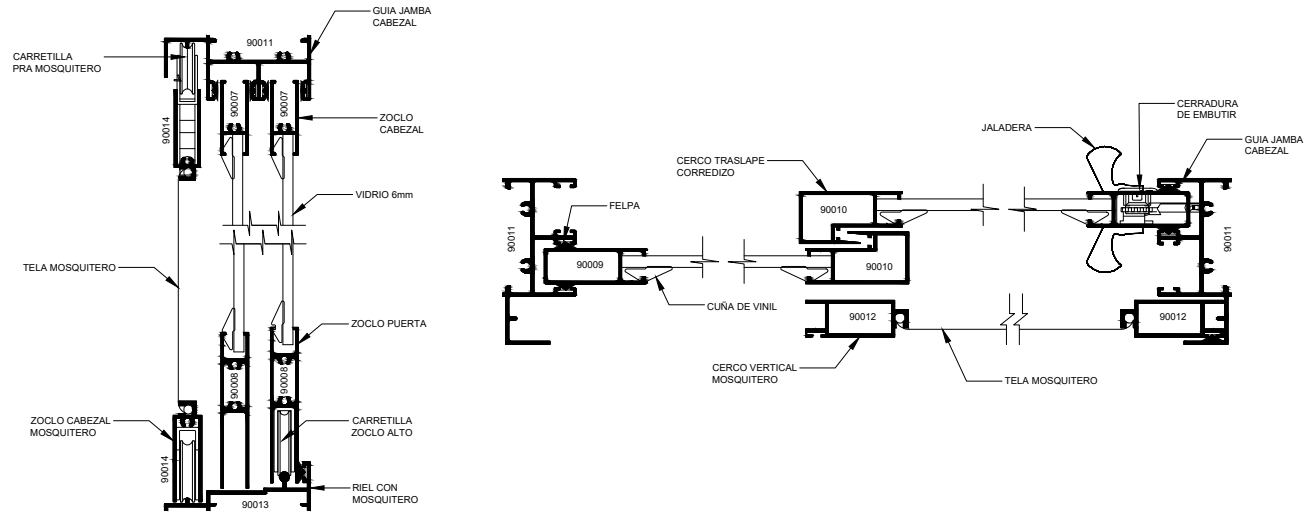 GUIA JAMBA
CABEZAL
90011
CARRETILLA
PRA MOSQUITERO
90007
90007
90014
ZOCLO
CABEZAL
VIDRIO 6mm
TELA MOSQUITERO
ZOCLO PUERTA
90008
90008
ZOCLO CABEZAL
MOSQUITERO
CARRETILLA
ZOCLO ALTO
90014
RIEL CON
MOSQUITERO
90013
CERRADURA
DE EMBUTIR
JALADERA
GUIA JAMBA
CABEZAL
CERCO TRASLAPE
CORREDIZO
FELPA
90010
90011
90011
90009
90010
CUÑA DE VINIL
90012
90012
CERCO VERTICAL
MOSQUITERO
TELA MOSQUITERO